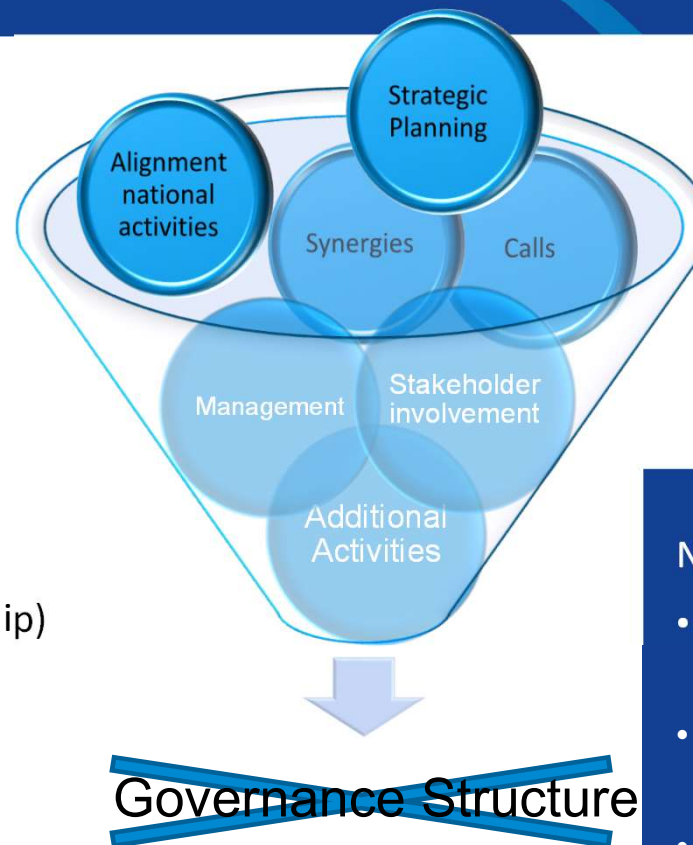 Strategic
Planning
Alignment
national
activities
Synergies
Calls
Management
Stakeholder
involvement
Additional
Activities
ip)
N
•
•
•
Governance Structure